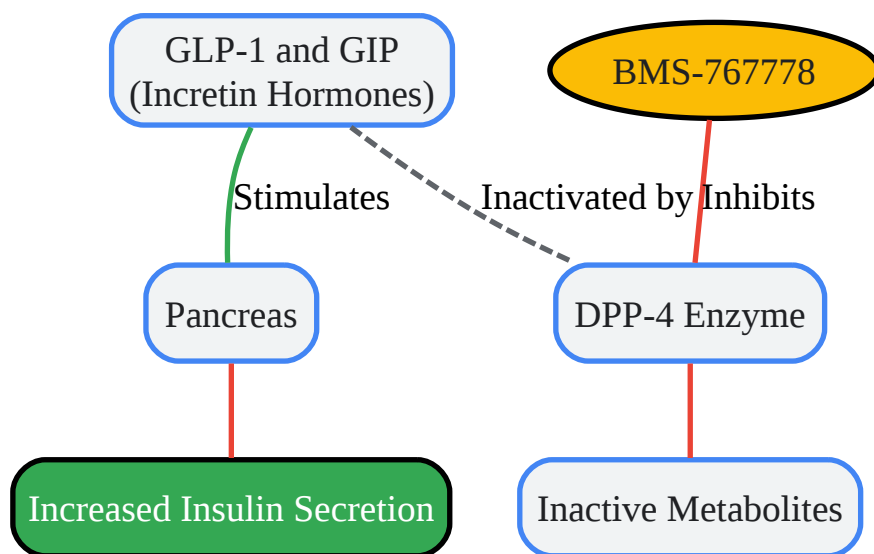 GLP-1 and GIP
(Incretin Hormones)
BMS-767778
Stimulates
Inactivated by
Inhibits
Pancreas
DPP-4 Enzyme
Increased Insulin Secretion
Inactive Metabolites